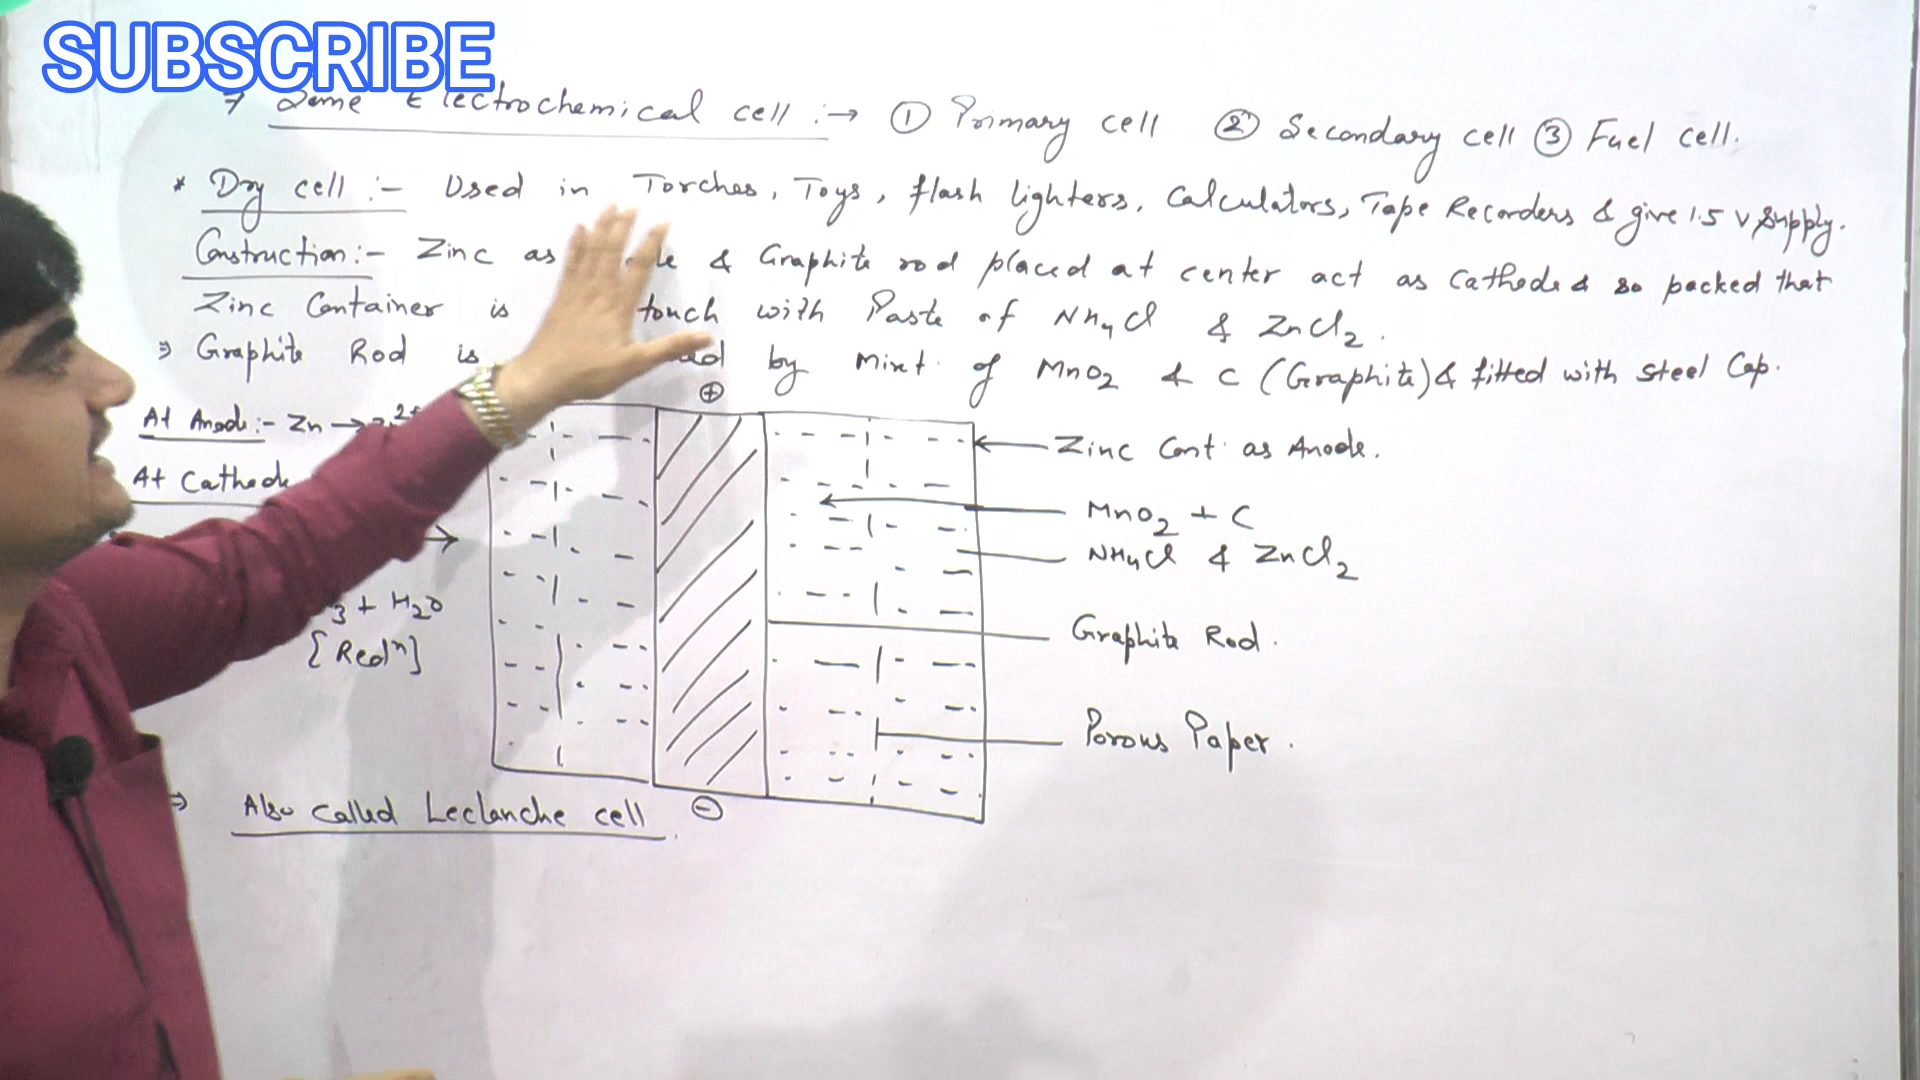 SUBSCRIBE
Some Electrochemical cell :→ ① Primary cell ② Secondary cell ③ Fuel cell.
* Dry cell :- Used in Torches, Toys, flash lighters, Calculators, Tape Recorders & give 1.5 V supply.
Construction :- Zinc as & Graphite rod placed at center act as Cathode & so packed that
Zinc Container is touch with Paste of NH4Cl & ZnCl2.
⇒ Graphite Rod is by Mixt. of MnO2 & C (Graphite) & fitted with steel Cap.
⊕
At Anode :- Zn →
At Cathode
→
3 + H2O
[Redⁿ]
Zinc Cont. as Anode.
MnO2 + C
NH4Cl & ZnCl2
Graphite Rod.
Porous Paper.
⇒ Also Called Leclanche cell.
⊖